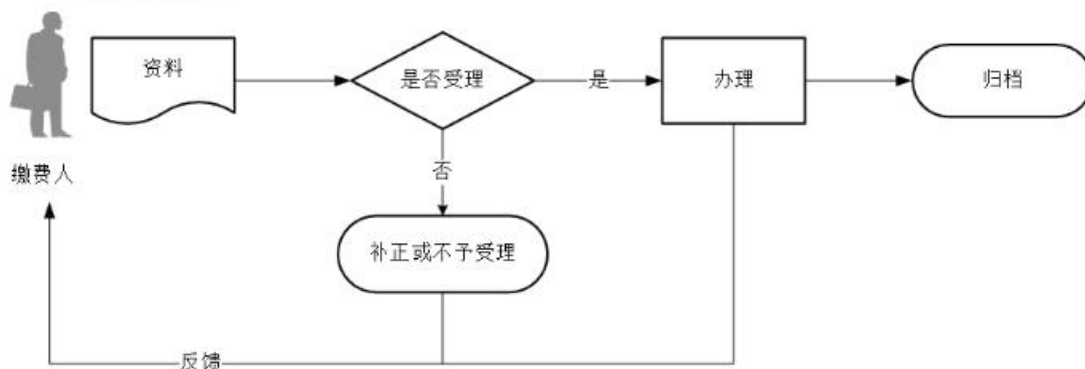 资料
是否受理
是
办理
归档
缴费人
否
补正或不予受理
反馈